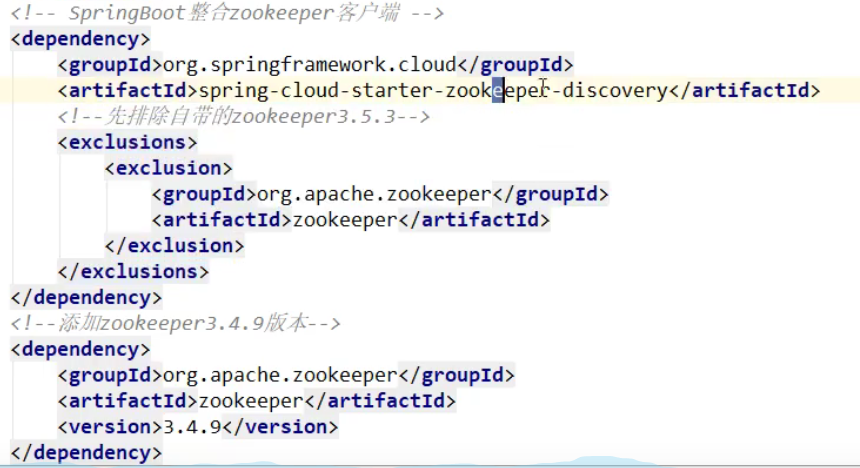 <!-- SpringBoot整合zookeeper客户端 -->
<dependency>
<groupId>org.springframework.cloud</groupId>
<artifactId>spring-cloud-starter-zookeeper-discovery</artifactId>
<!--先排除自带的zookeeper3.5.3-->
<exclusions>
<exclusion>
<groupId>org.apache.zookeeper</groupId>
<artifactId>zookeeper</artifactId>
</exclusion>
</exclusions>
</dependency>
<!--添加zookeeper3.4.9版本-->
<dependency>
<groupId>org.apache.zookeeper</groupId>
<artifactId>zookeeper</artifactId>
<version>3.4.9</version>
</dependency>